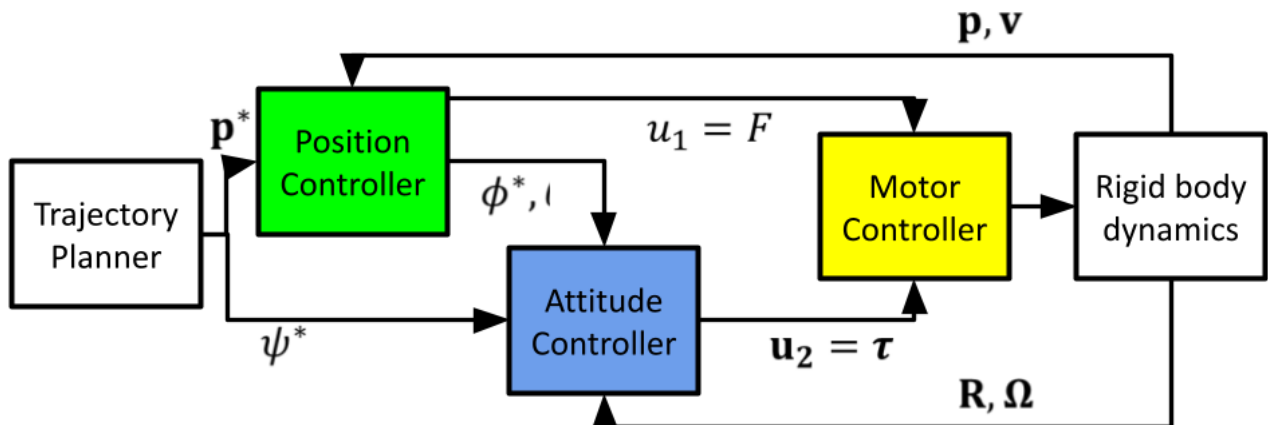 p, v
p*
Position
Controller
u₁ = F
ϕ*,
Trajectory
Planner
Motor
Controller
Rigid body
dynamics
Attitude
Controller
ψ*
u₂ = τ
R, Ω